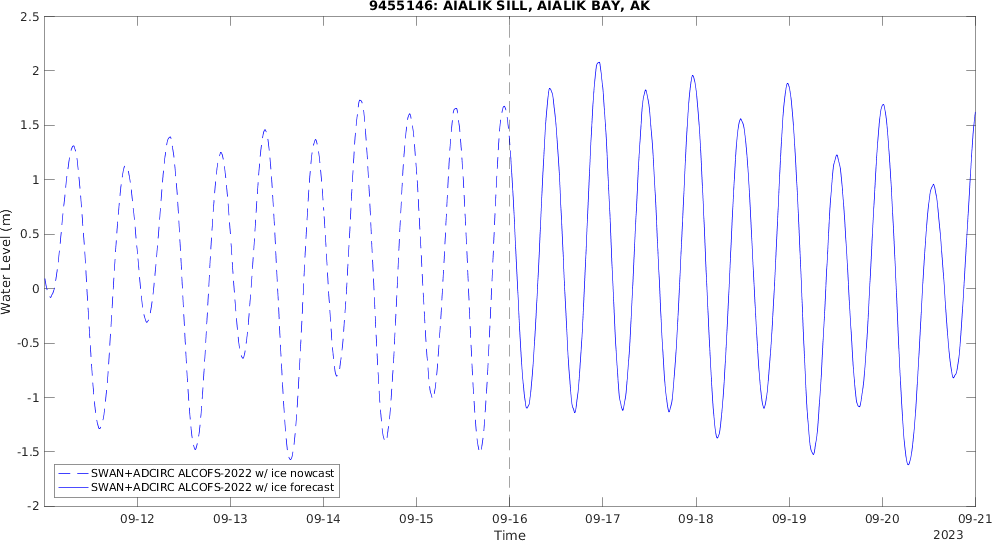 9455146: AIALIK SILL, AIALIK BAY, AK
Water Level (m)
2.5
2
1.5
1
0.5
0
-0.5
-1
-1.5
-2
SWAN+ADCIRC ALCOFS-2022 w/ ice nowcast
SWAN+ADCIRC ALCOFS-2022 w/ ice forecast
09-12 09-13 09-14 09-15 09-16 09-17 09-18 09-19 09-20 09-21
Time
2023